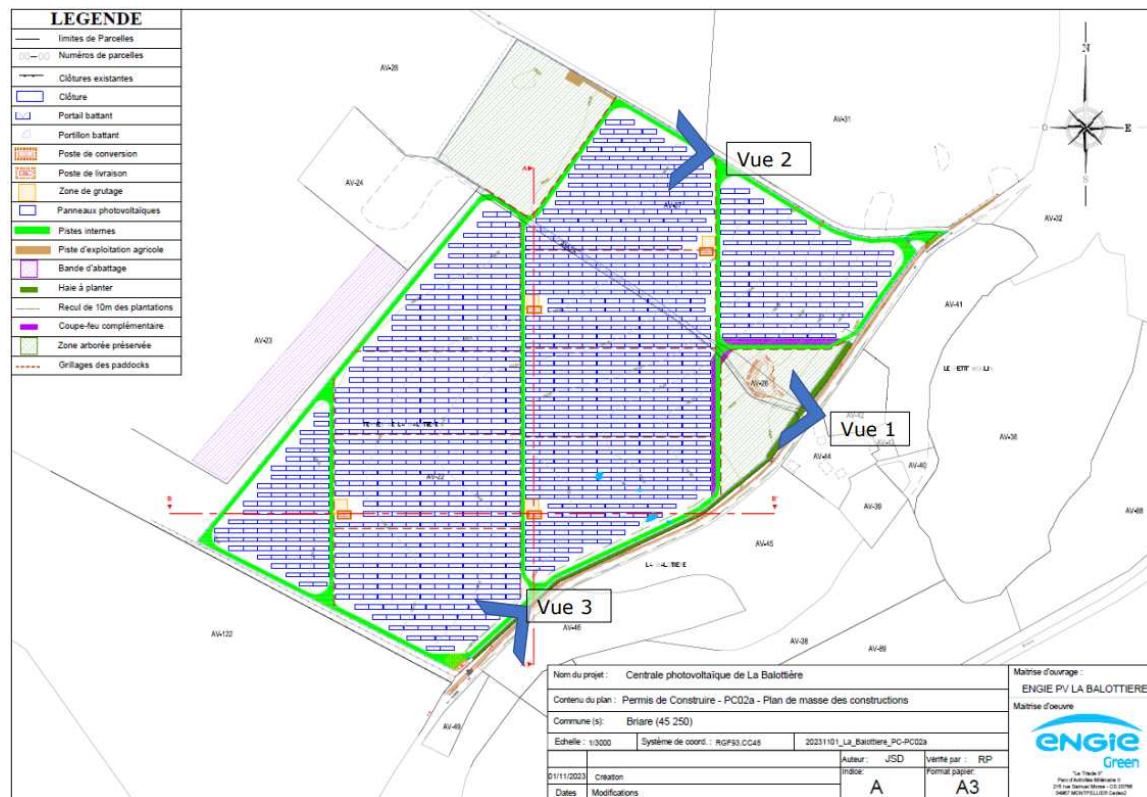 LEGENDE
limites de Parcelles
Numéros de parcelles
Clôtures existantes
Clôture
Portail battant
Portillon battant
Poste de conversion
Poste de livraison
Zone de grutage
Panneaux photovoltaïques
Pistes internes
Piste d'exploitation agricole
Bande d'abattage
Haie à planter
Recul de 10m des plantations
Coupe-feu complémentaire
Zone arborée préservée
Grillages des paddocks
N
O
E
S
AV-28
AV-31
AV-24
AV-32
AV-23
AV-41
AV-26
AV-44
AV-40
AV-39
AV-36
AV-22
AV-45
AV-122
AV-46
AV-38
AV-49
Vue 2
Vue 1
Vue 3
A
B
B'
Nom du projet : Centrale photovoltaïque de La Balottière
Contenu du plan : Permis de Construire - PC02a - Plan de masse des constructions
Commune (s): Briare (45 250)
Echelle : 1/3000
Système de coord. : RGF93.CC48
20231101_La_Balottiere_PC-PC02a
Auteur : JSD
Vérifié par : RP
01/11/2023 Création
Indice: A
Format papier: A3
Dates Modifications
Maitrise d'ouvrage :
ENGIE PV LA BALOTTIERE
Maitrise d'oeuvre
ENGIE
Green